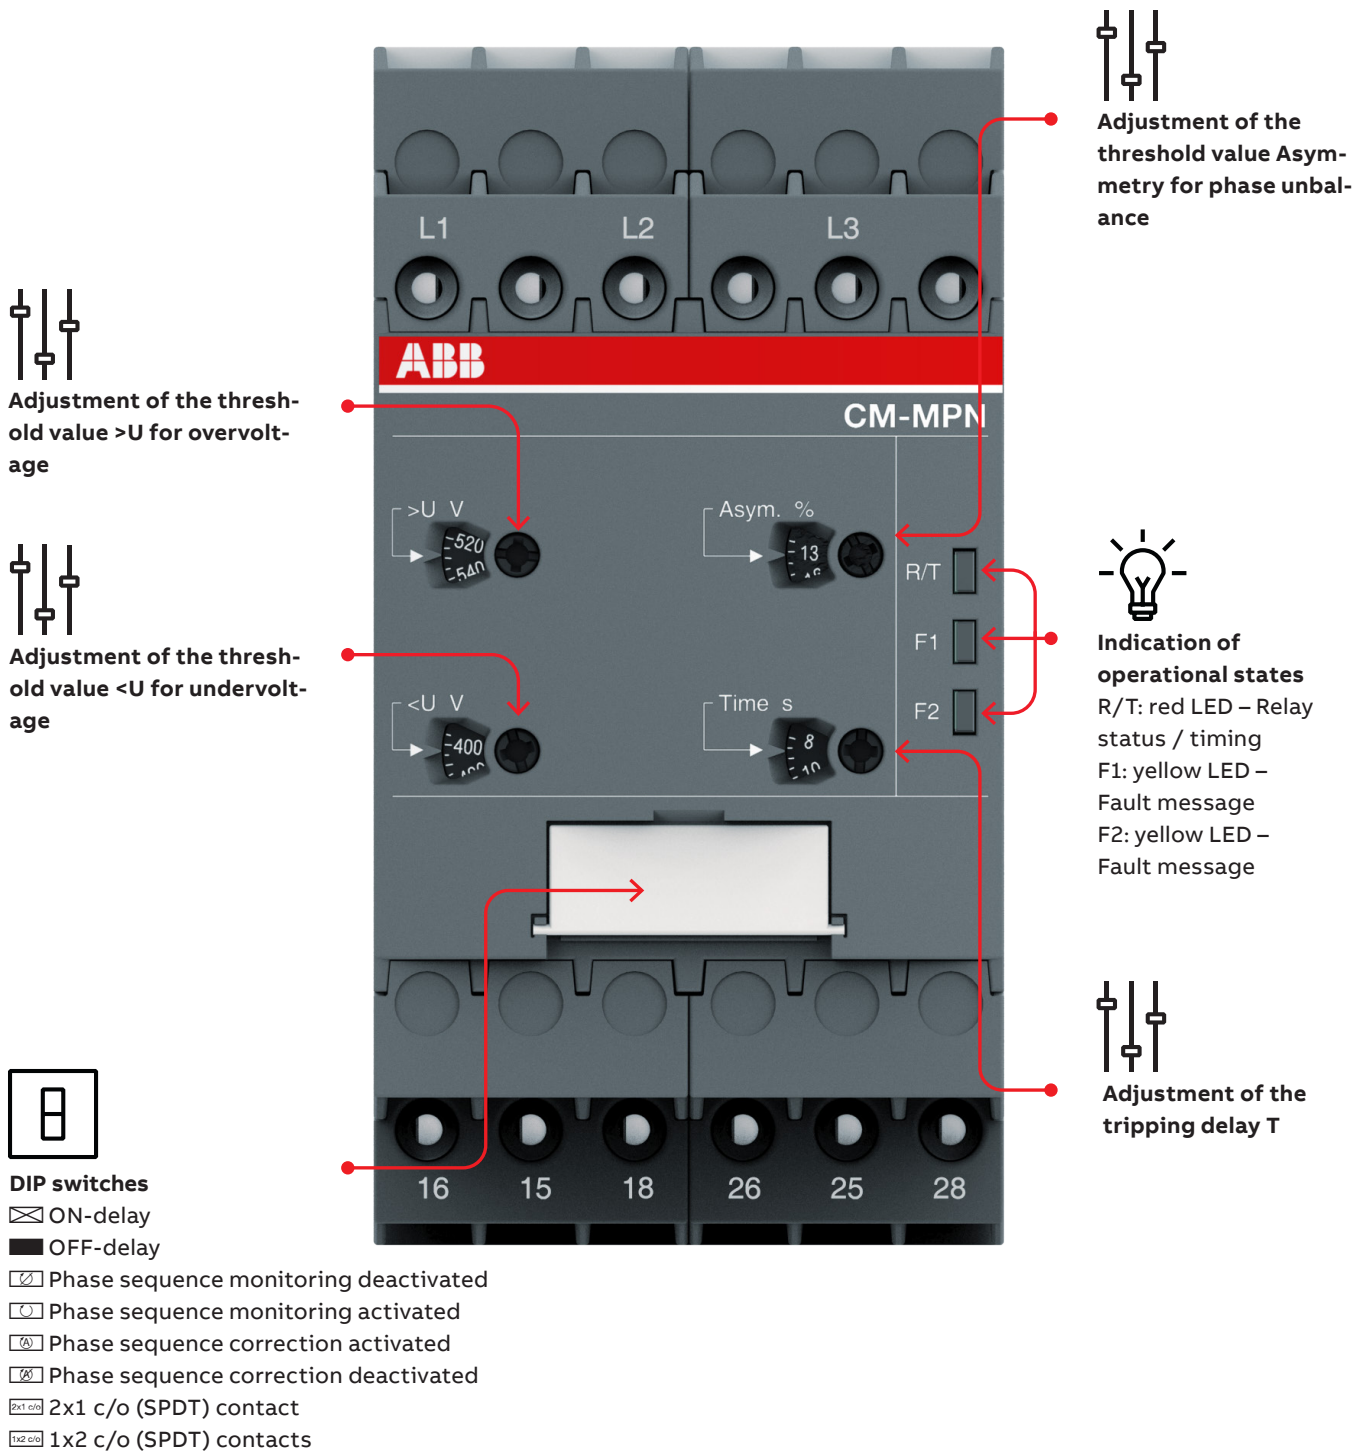 Adjustment of the
threshold value Asym-
metry for phase unbal-
ance
L1 L2 L3
ABB
CM-MPN
Adjustment of the thresh-
old value >U for overvolt-
age
>U V
520
540
Asym. %
13
R/T
F1
F2
Adjustment of the thresh-
old value <U for undervolt-
age
<U V
400
Time s
8
10
Indication of
operational states
R/T: red LED – Relay
status / timing
F1: yellow LED –
Fault message
F2: yellow LED –
Fault message
Adjustment of the
tripping delay T
16 15 18 26 25 28
DIP switches
ON-delay
OFF-delay
Phase sequence monitoring deactivated
Phase sequence monitoring activated
A Phase sequence correction activated
A Phase sequence correction deactivated
2x1 c/o 2x1 c/o (SPDT) contact
1x2 c/o 1x2 c/o (SPDT) contacts